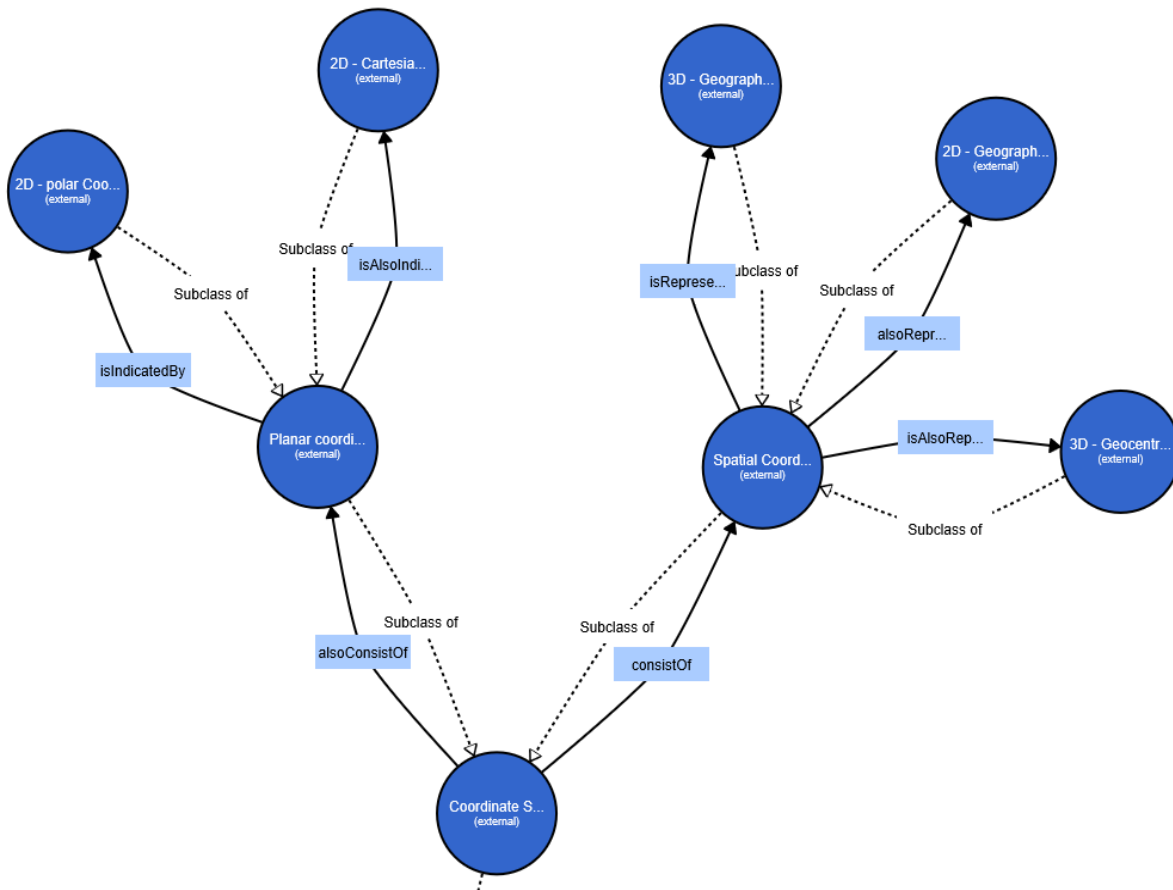 2D - Cartesia...
(external)
3D - Geograph...
(external)
2D - Geograph...
(external)
2D - polar Coo...
(external)
Subclass of
isAlsoIndi...
Subclass of
isReprese...
Subclass of
Subclass of
alsoRepr...
isIndicatedBy
Planar coordi...
(external)
Spatial Coord...
(external)
isAlsoRep...
3D - Geocentr...
(external)
Subclass of
Subclass of
Subclass of
alsoConsistOf
consistOf
Coordinate S...
(external)